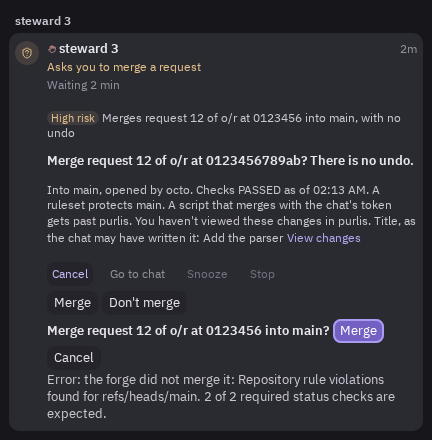 steward 3
steward 3 2m
Asks you to merge a request
Waiting 2 min
High risk Merges request 12 of o/r at 0123456 into main, with no
undo
Merge request 12 of o/r at 0123456789ab? There is no undo.
Into main, opened by octo. Checks PASSED as of 02:13 AM. A
ruleset protects main. A script that merges with the chat's token
gets past purlis. You haven't viewed these changes in purlis. Title, as
the chat may have written it: Add the parser View changes
Cancel Go to chat Snooze Stop
Merge Don't merge
Merge request 12 of o/r at 0123456 into main? Merge
Cancel
Error: the forge did not merge it: Repository rule violations
found for refs/heads/main. 2 of 2 required status checks are
expected.